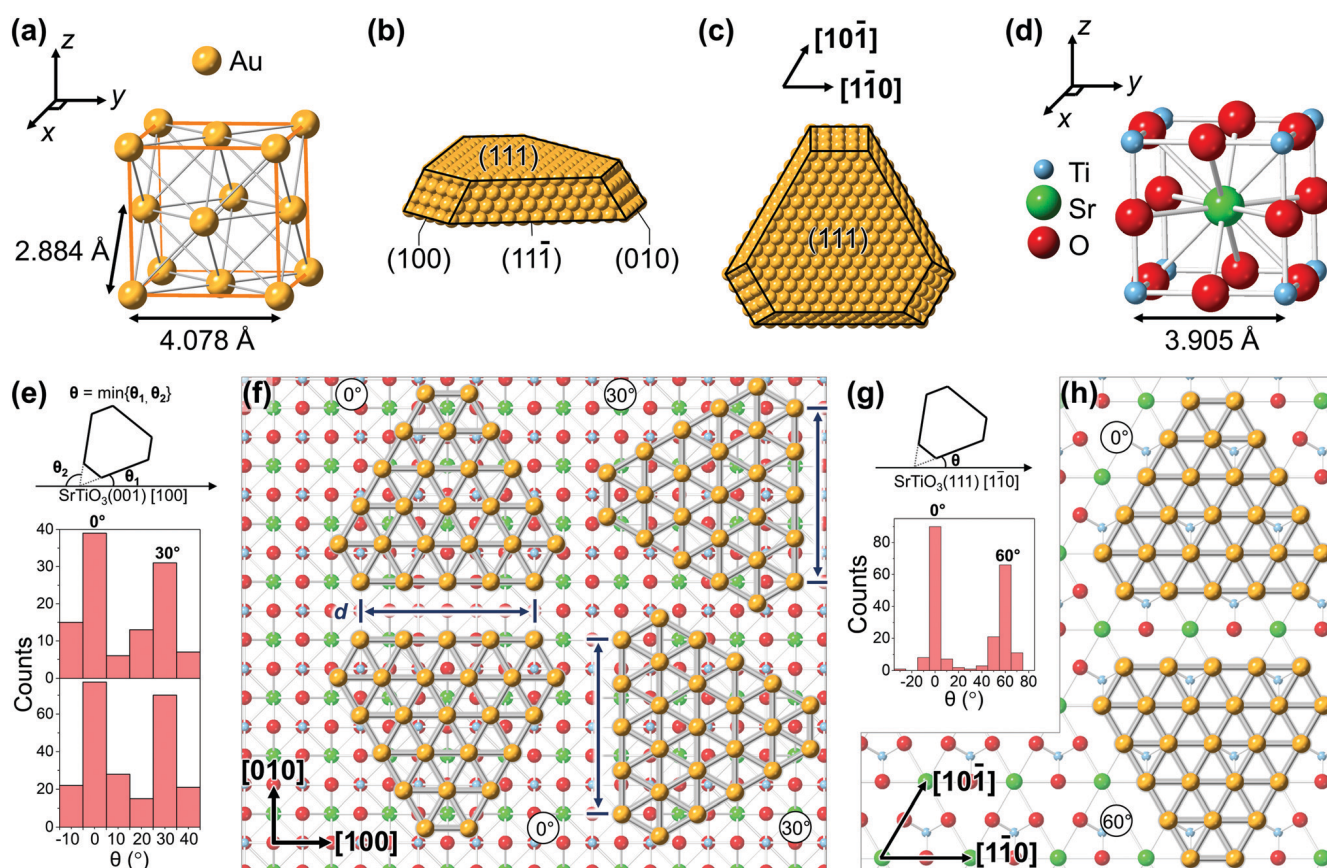 (a)
z
y
x
Au
2.884 Å
4.078 Å
(b)
(111)
(100)
(111̄)
(010)
(c)
[101̄]
[11̄0]
(111)
(d)
z
y
x
Ti
Sr
O
3.905 Å
(e)
θ = min{θ₁, θ₂}
θ₂
θ₁
SrTiO₃(001) [100]
0°
30°
Counts
40
30
20
10
0
60
40
20
0
-10 0 10 20 30 40
θ (°)
(f)
0°
30°
d
[010]
[100]
0°
30°
(g)
θ
SrTiO₃(111) [11̄0]
0°
60°
Counts
80
60
40
20
0
-20 0 20 40 60 80
θ (°)
(h)
0°
[101̄]
[11̄0]
60°